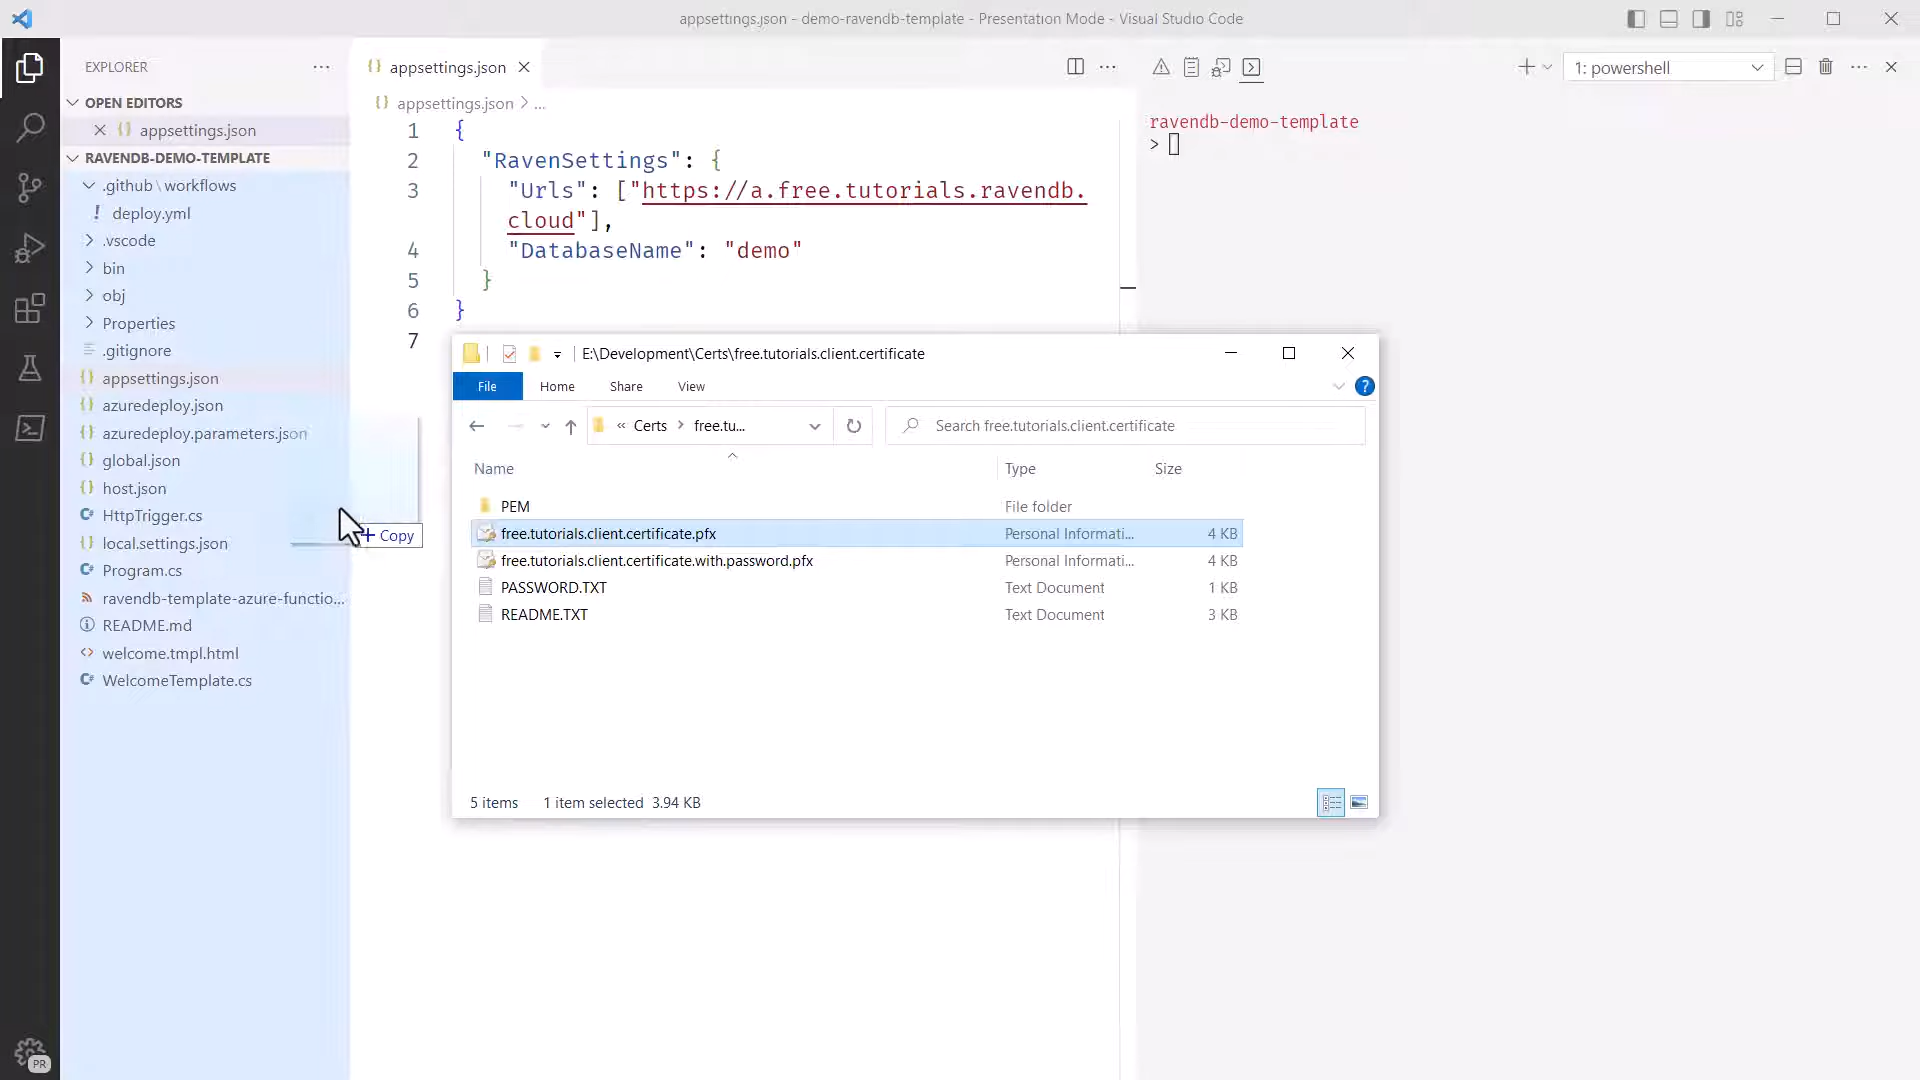 appsettings.json - demo-ravendb-template - Presentation Mode - Visual Studio Code
EXPLORER
OPEN EDITORS
appsettings.json
RAVENDB-DEMO-TEMPLATE
.github\workflows
deploy.yml
.vscode
bin
obj
Properties
.gitignore
appsettings.json
azuredeploy.json
azuredeploy.parameters.json
global.json
host.json
HttpTrigger.cs
local.settings.json
Program.cs
ravendb-template-azure-functio...
README.md
welcome.tmpl.html
WelcomeTemplate.cs
+ Copy
PR
appsettings.json
appsettings.json > ...
1 {
2 "RavenSettings": {
3 "Urls": ["https://a.free.tutorials.ravendb.
cloud"],
4 "DatabaseName": "demo"
5 }
6 }
7
1: powershell
ravendb-demo-template
>
E:\Development\Certs\free.tutorials.client.certificate
File Home Share View
« Certs > free.tu...
Search free.tutorials.client.certificate
Name Type Size
PEM File folder
free.tutorials.client.certificate.pfx Personal Informati... 4 KB
free.tutorials.client.certificate.with.password.pfx Personal Informati... 4 KB
PASSWORD.TXT Text Document 1 KB
README.TXT Text Document 3 KB
5 items 1 item selected 3.94 KB